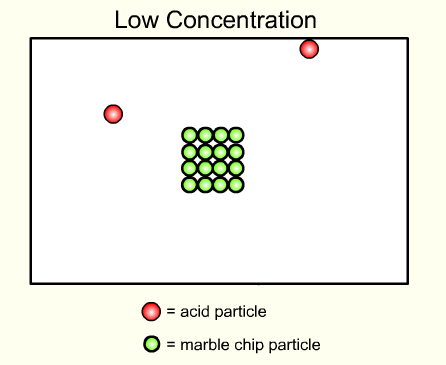 Low Concentration
= acid particle
= marble chip particle